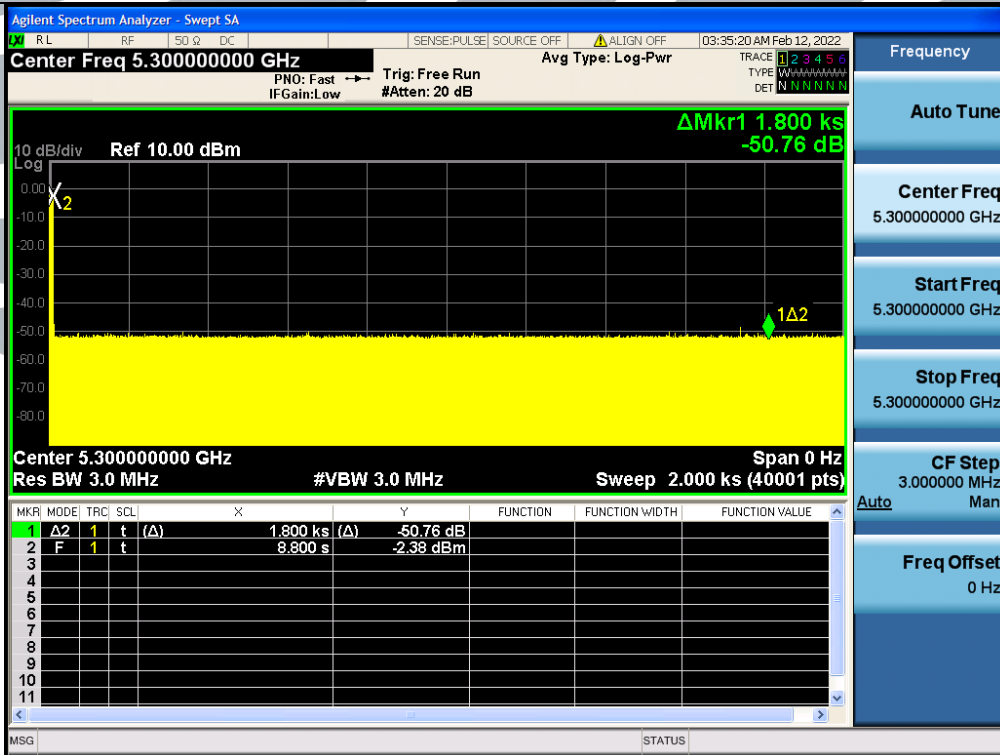 Agilent Spectrum Analyzer - Swept SA
LXI RL RF 50 Ω DC SENSE:PULSE SOURCE OFF ALIGN OFF 03:35:20 AM Feb 12, 2022
Center Freq 5.300000000 GHz
Avg Type: Log-Pwr
TRACE 1 2 3 4 5 6
TYPE
DET N N N N N N
PNO: Fast
IFGain:Low
Trig: Free Run
#Atten: 20 dB
ΔMkr1 1.800 ks
-50.76 dB
10 dB/div Ref 10.00 dBm
Log
0.00
-10.0
-20.0
-30.0
-40.0
-50.0
-60.0
-70.0
-80.0
2
1Δ2
Center 5.300000000 GHz Span 0 Hz
Res BW 3.0 MHz #VBW 3.0 MHz Sweep 2.000 ks (40001 pts)
MKR MODE TRC SCL X Y FUNCTION FUNCTION WIDTH FUNCTION VALUE
1 Δ2 1 t (Δ) 1.800 ks (Δ) -50.76 dB
2 F 1 t 8.800 s -2.38 dBm
3
4
5
6
7
8
9
10
11
MSG STATUS
Frequency
Auto Tune
Center Freq
5.300000000 GHz
Start Freq
5.300000000 GHz
Stop Freq
5.300000000 GHz
CF Step
3.000000 MHz
Auto Man
Freq Offset
0 Hz